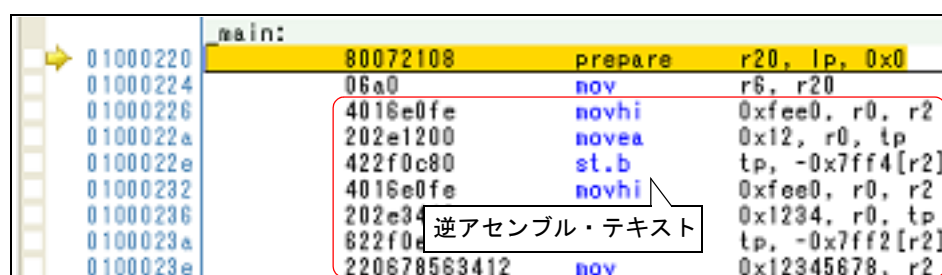 _main:
01000220 80072108 prepare r20, lp, 0x0
01000224 06a0 mov r6, r20
01000226 4016e0fe movhi 0xfee0, r0, r2
0100022a 202e1200 movea 0x12, r0, tp
0100022e 422f0c80 st.b tp, -0x7ff4[r2]
01000232 4016e0fe movhi 0xfee0, r0, r2
01000236 202e34 0x1234, r0, tp
逆アセンブル・テキスト
0100023a 622f0e tp, -0x7ff2[r2]
0100023e 220678563412 mov 0x12345678, r2